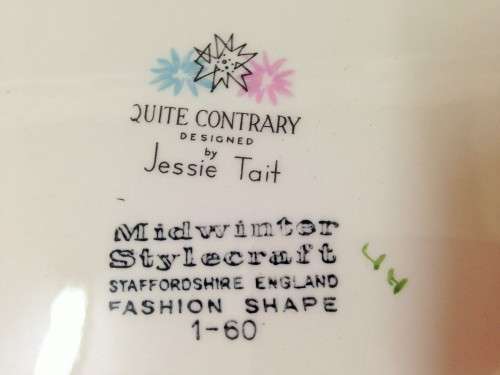 QUITE CONTRARY
DESIGNED
by
Jessie Tait
Midwinter
Stylecraft
STAFFORDSHIRE ENGLAND
FASHION SHAPE
1-60